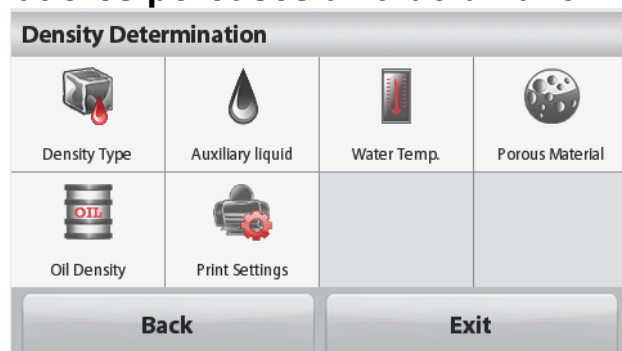 Density Determination
Density Type
Auxiliary liquid
Water Temp.
Porous Material
OIL
Oil Density
Print Settings
Back
Exit